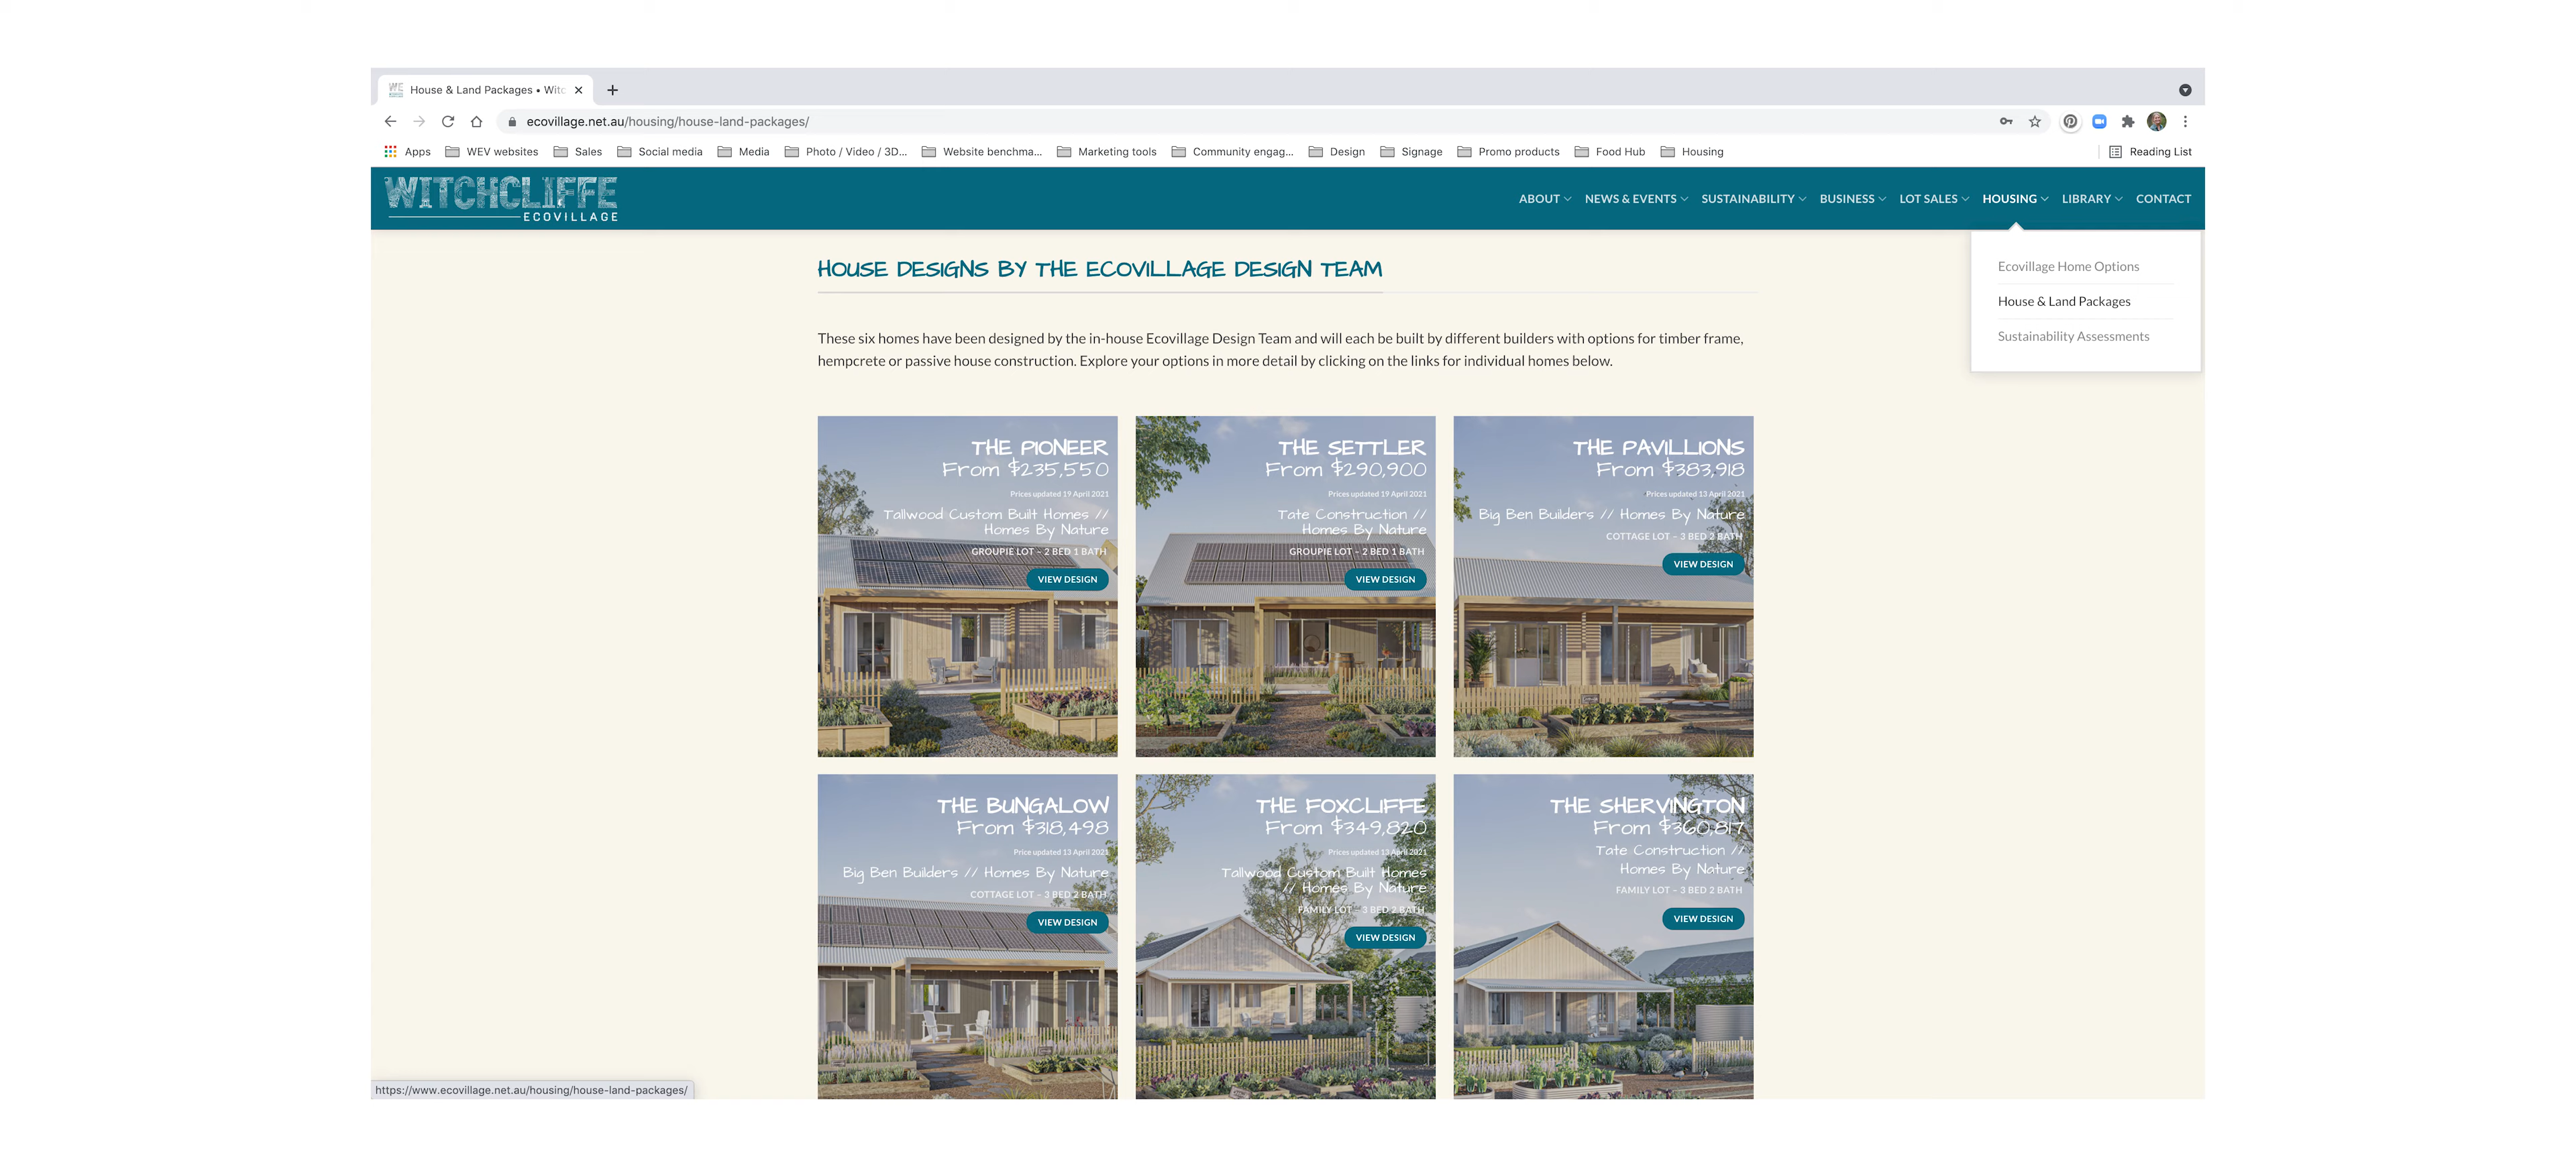 House & Land Packages • Witc
ecovillage.net.au/housing/house-land-packages/
Apps WEV websites Sales Social media Media Photo / Video / 3D... Website benchma... Marketing tools Community engag... Design Signage Promo products Food Hub Housing Reading List
WITCHCLIFFE
ECOVILLAGE
ABOUT NEWS & EVENTS SUSTAINABILITY BUSINESS LOT SALES HOUSING LIBRARY CONTACT
Ecovillage Home Options
House & Land Packages
Sustainability Assessments
HOUSE DESIGNS BY THE ECOVILLAGE DESIGN TEAM
These six homes have been designed by the in-house Ecovillage Design Team and will each be built by different builders with options for timber frame,
hempcrete or passive house construction. Explore your options in more detail by clicking on the links for individual homes below.
THE PIONEER
From $235,550
Prices updated 19 April 2021
Tallwood Custom Built Homes //
Homes By Nature
GROUPIE LOT – 2 BED 1 BATH
VIEW DESIGN
THE SETTLER
From $290,900
Prices updated 19 April 2021
Tate Construction //
Homes By Nature
GROUPIE LOT – 2 BED 1 BATH
VIEW DESIGN
THE PAVILLIONS
From $383,918
Prices updated 13 April 2021
Big Ben Builders // Homes By Nature
COTTAGE LOT – 3 BED 2 BATH
VIEW DESIGN
THE BUNGALOW
From $318,498
Price updated 13 April 2021
Big Ben Builders // Homes By Nature
COTTAGE LOT – 3 BED 2 BATH
VIEW DESIGN
THE FOXCLIFFE
From $349,820
Prices updated 13 April 2021
Tallwood Custom Built Homes
// Homes By Nature
FAMILY LOT – 3 BED 2 BATH
VIEW DESIGN
THE SHERVINGTON
From $360,817
Tate Construction //
Homes By Nature
FAMILY LOT – 3 BED 2 BATH
VIEW DESIGN
https://www.ecovillage.net.au/housing/house-land-packages/